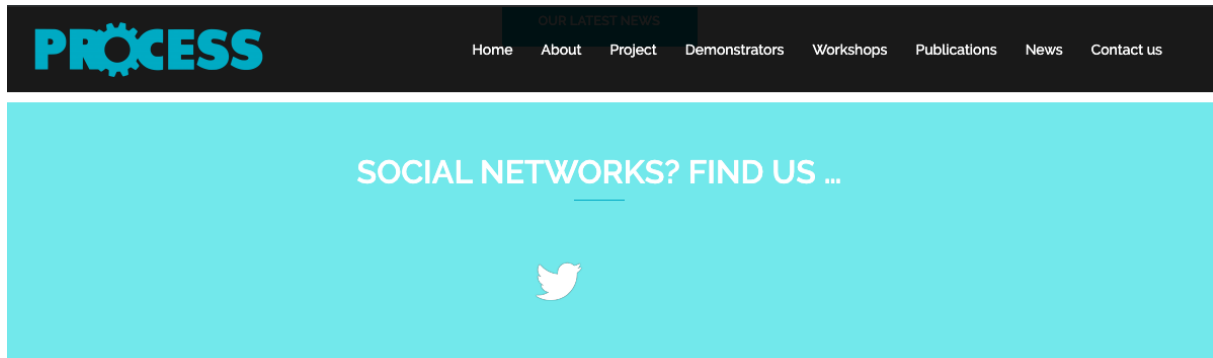 OUR LATEST NEWS
PROCESS
Home About Project Demonstrators Workshops Publications News Contact us
SOCIAL NETWORKS? FIND US ...